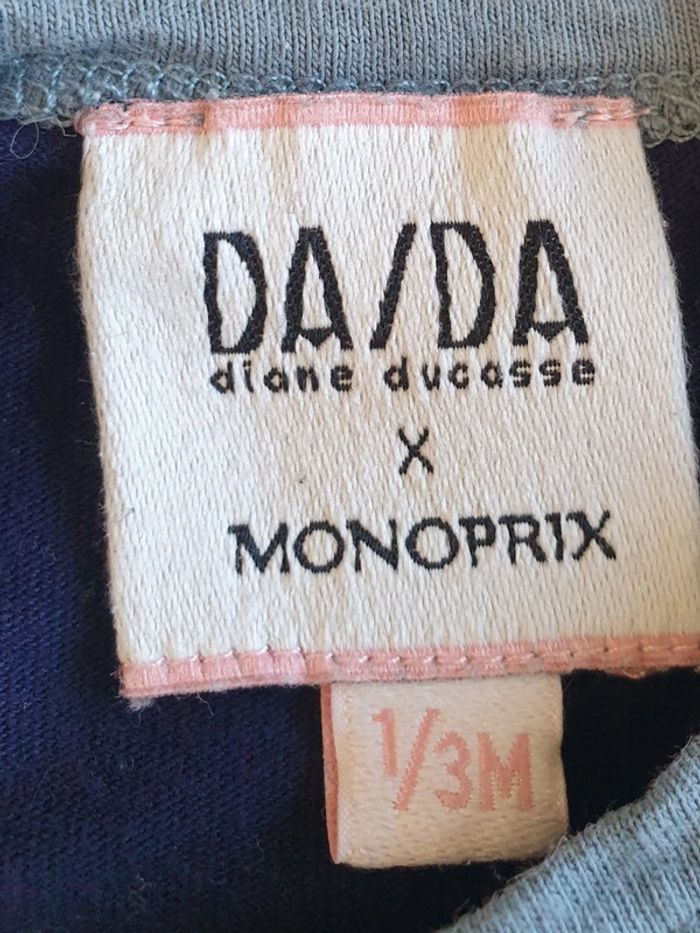 DA/DA
diane ducasse
X
MONOPRIX
1/3M